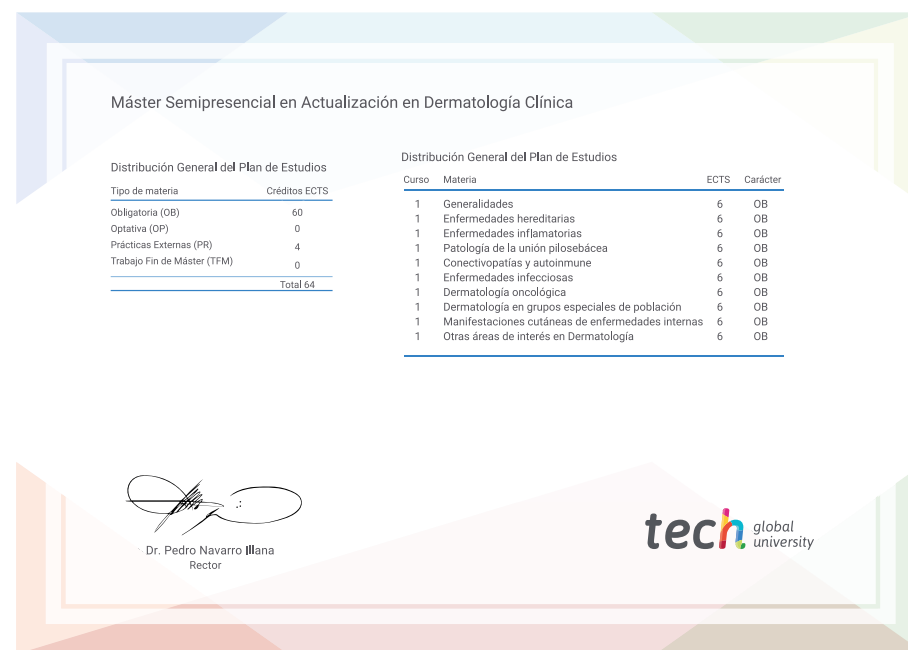 Máster Semipresencial en Actualización en Dermatología Clínica
Distribución General del Plan de Estudios
Tipo de materia Créditos ECTS
Obligatoria (OB) 60
Optativa (OP) 0
Prácticas Externas (PR) 4
Trabajo Fin de Máster (TFM) 0
Total 64
Distribución General del Plan de Estudios
Curso Materia ECTS Carácter
1 Generalidades 6 OB
1 Enfermedades hereditarias 6 OB
1 Enfermedades inflamatorias 6 OB
1 Patología de la unión pilosebácea 6 OB
1 Conectivopatías y autoinmune 6 OB
1 Enfermedades infecciosas 6 OB
1 Dermatología oncológica 6 OB
1 Dermatología en grupos especiales de población 6 OB
1 Manifestaciones cutáneas de enfermedades internas 6 OB
1 Otras áreas de interés en Dermatología 6 OB
Dr. Pedro Navarro Illana
Rector
tech global
university